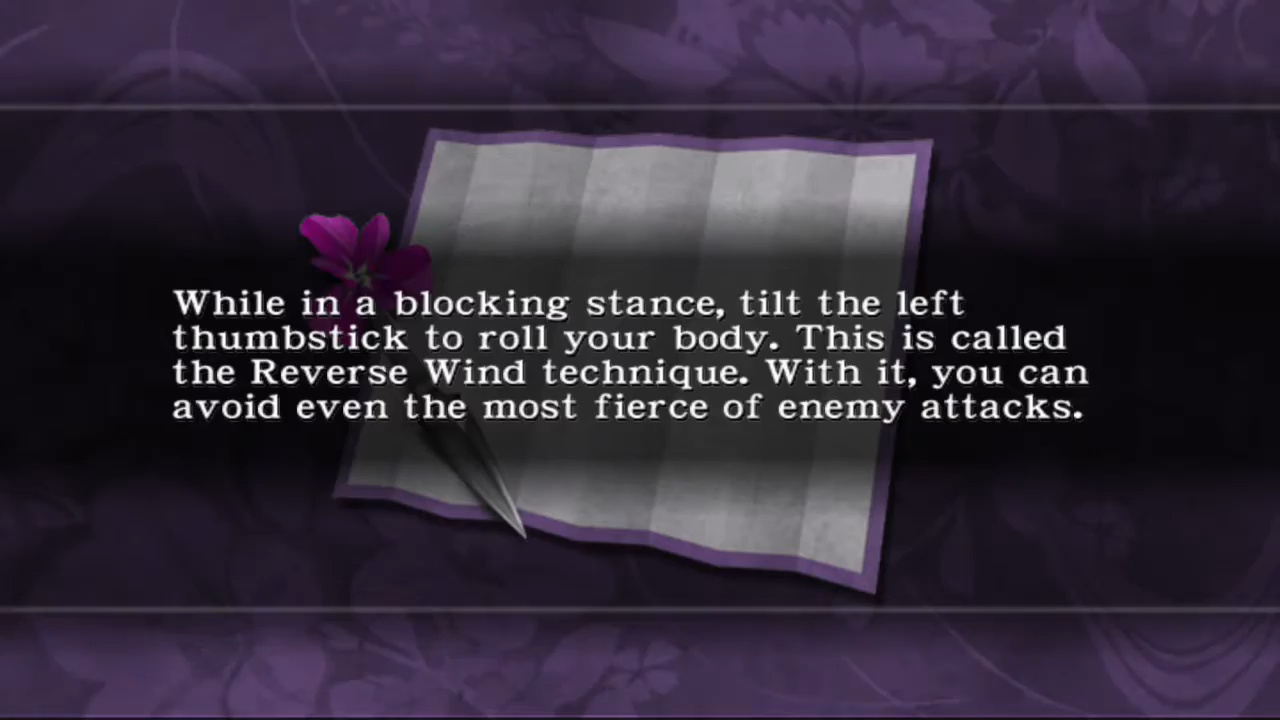 While in a blocking stance, tilt the left
thumbstick to roll your body. This is called
the Reverse Wind technique. With it, you can
avoid even the most fierce of enemy attacks.